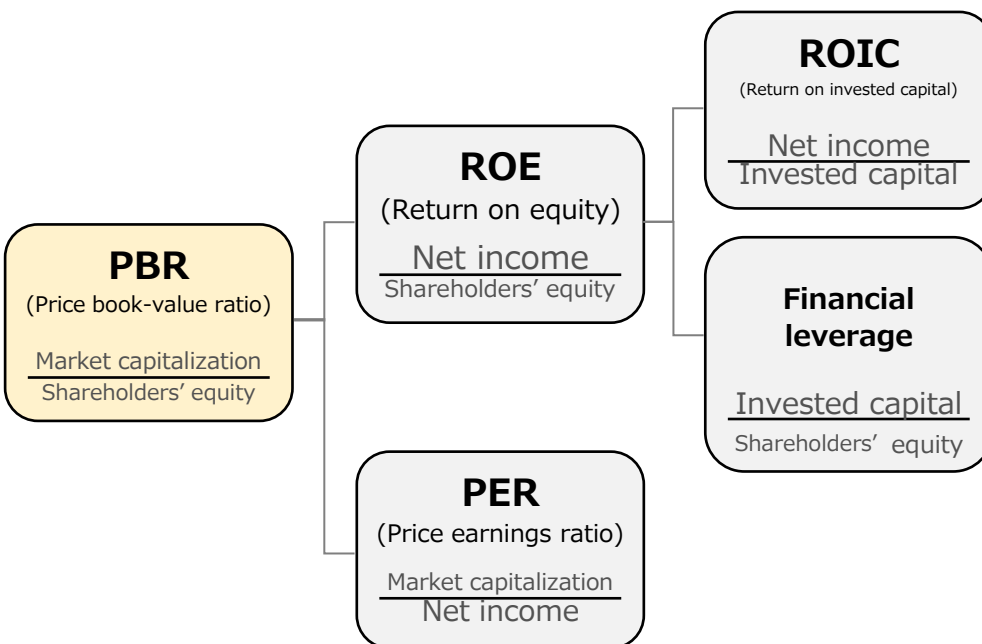 PBR
(Price book-value ratio)
Market capitalization
Shareholders’ equity
ROE
(Return on equity)
Net income
Shareholders’ equity
PER
(Price earnings ratio)
Market capitalization
Net income
ROIC
(Return on invested capital)
Net income
Invested capital
Financial
leverage
Invested capital
Shareholders’ equity